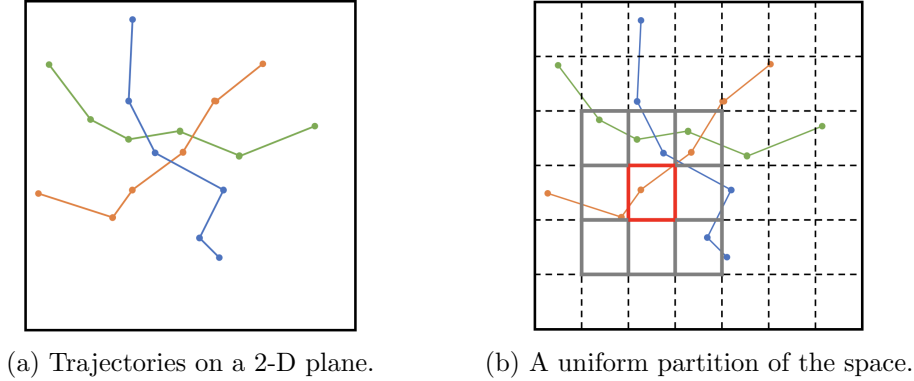 (a) Trajectories on a 2-D plane.
(b) A uniform partition of the space.